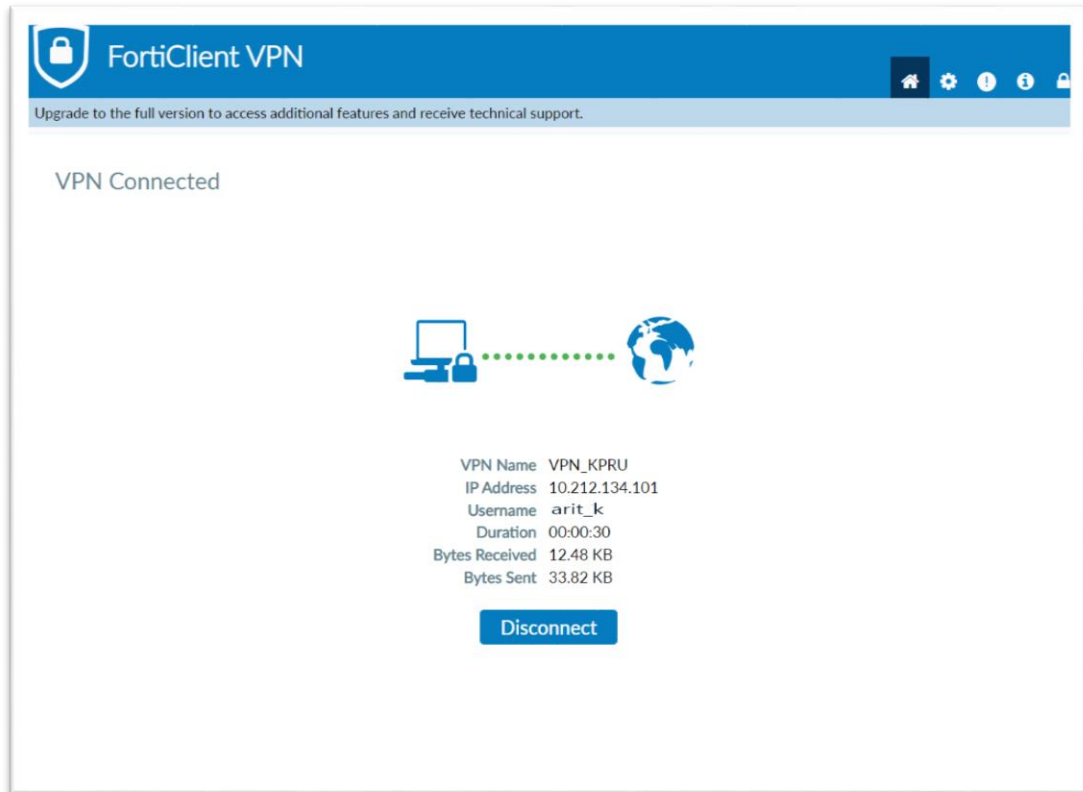 FortiClient VPN
Upgrade to the full version to access additional features and receive technical support.
VPN Connected
VPN Name VPN_KPRU
IP Address 10.212.134.101
Username arit_k
Duration 00:00:30
Bytes Received 12.48 KB
Bytes Sent 33.82 KB
Disconnect